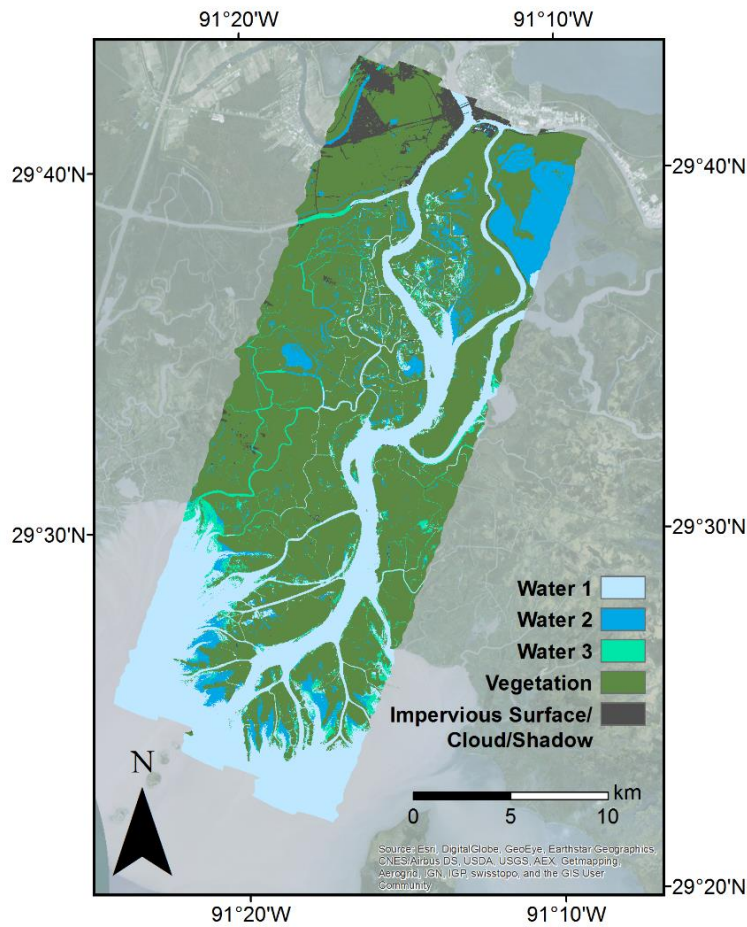 91°20'W 91°10'W
29°40'N 29°40'N
29°30'N 29°30'N
Water 1
Water 2
Water 3
Vegetation
Impervious Surface/
Cloud/Shadow
N
km
0 5 10
Source: Esri, DigitalGlobe, GeoEye, Earthstar Geographics,
CNES/Airbus DS, USDA, USGS, AEX, Getmapping,
Aerogrid, IGN, IGP, swisstopo, and the GIS User
Community
29°20'N
91°20'W 91°10'W